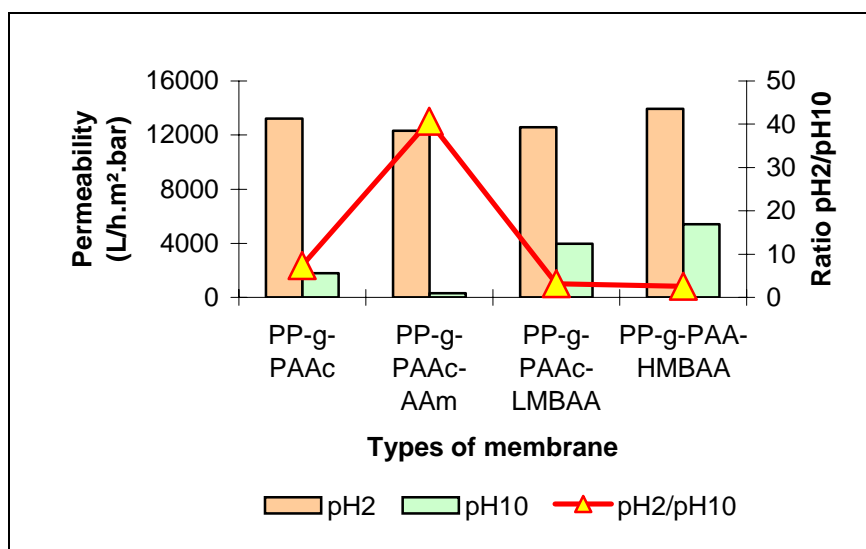 Permeability
(L/h.m².bar)
16000
12000
8000
4000
0
50
40
30
20
10
0
Ratio pH2/pH10
PP-g-
PAAc
PP-g-
PAAc-
AAm
PP-g-
PAAc-
LMBAA
PP-g-PAA-
HMBAA
Types of membrane
pH2
pH10
pH2/pH10